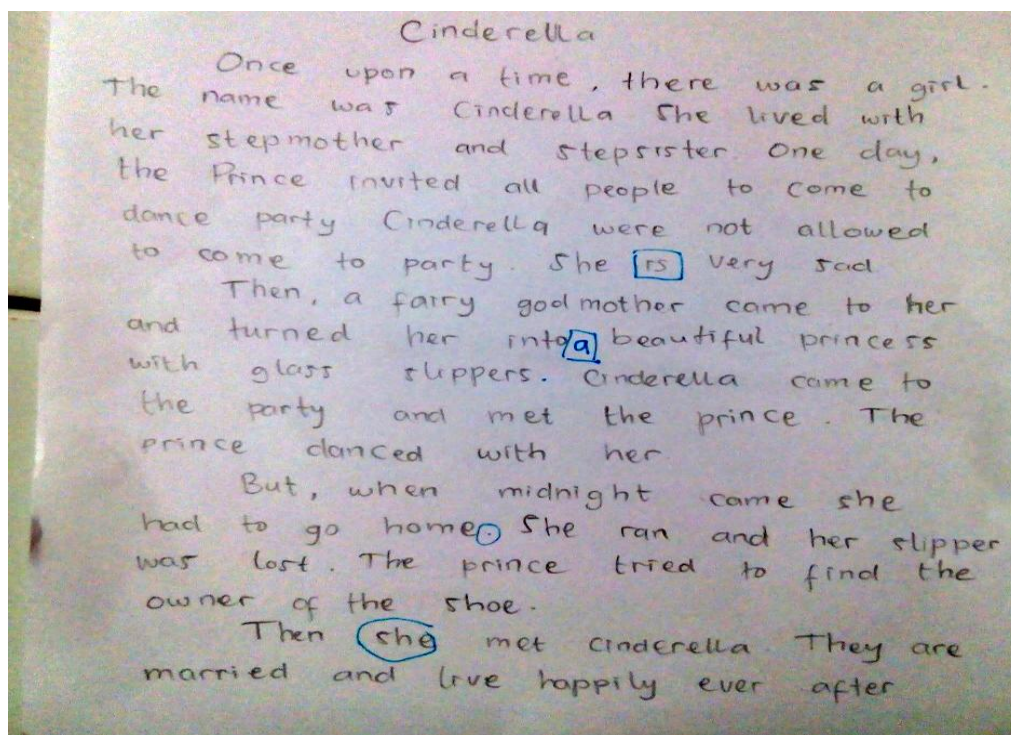 Cinderella
Once upon a time, there was a girl.
The name was Cinderella She lived with
her stepmother and stepsister. One day,
the Prince invited all people to come to
dance party Cinderella were not allowed
to come to party. She is very sad
Then, a fairy god mother came to her
and turned her into a beautiful princess
with glass slippers. Cinderella came to
the party and met the prince. The
prince danced with her
But, when midnight came she
had to go home. She ran and her slipper
was lost. The prince tried to find the
owner of the shoe.
Then she met cinderella. They are
married and live happily ever after